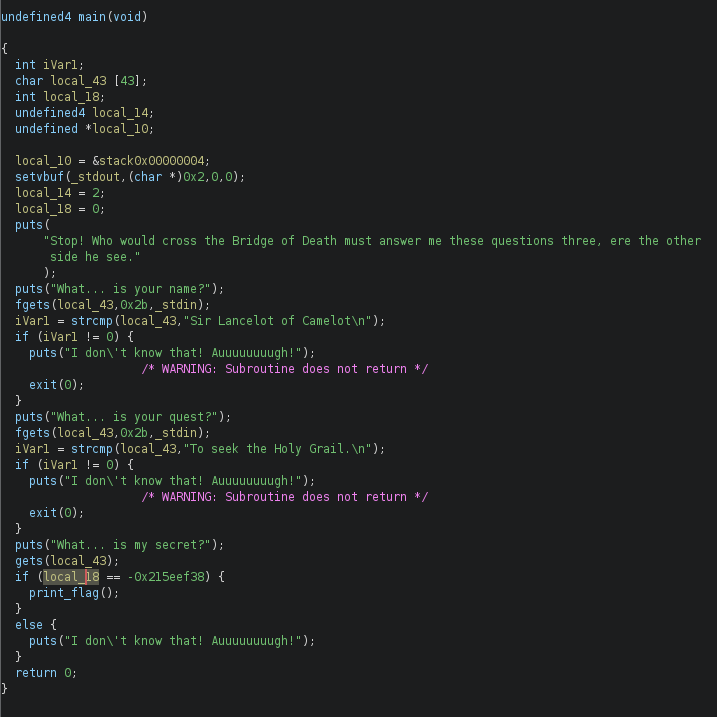 undefined4 main(void)
{
int iVar1;
char local_43 [43];
int local_18;
undefined4 local_14;
undefined *local_10;
local_10 = &stack0x00000004;
setvbuf(_stdout,(char *)0x2,0,0);
local_14 = 2;
local_18 = 0;
puts(
"Stop! Who would cross the Bridge of Death must answer me these questions three, ere the other
side he see."
);
puts("What... is your name?");
fgets(local_43,0x2b,_stdin);
iVar1 = strcmp(local_43,"Sir Lancelot of Camelot\n");
if (iVar1 != 0) {
puts("I don\'t know that! Auuuuuuuugh!");
/* WARNING: Subroutine does not return */
exit(0);
}
puts("What... is your quest?");
fgets(local_43,0x2b,_stdin);
iVar1 = strcmp(local_43,"To seek the Holy Grail.\n");
if (iVar1 != 0) {
puts("I don\'t know that! Auuuuuuuugh!");
/* WARNING: Subroutine does not return */
exit(0);
}
puts("What... is my secret?");
gets(local_43);
if (local_18 == -0x215eef38) {
print_flag();
}
else {
puts("I don\'t know that! Auuuuuuuugh!");
}
return 0;
}